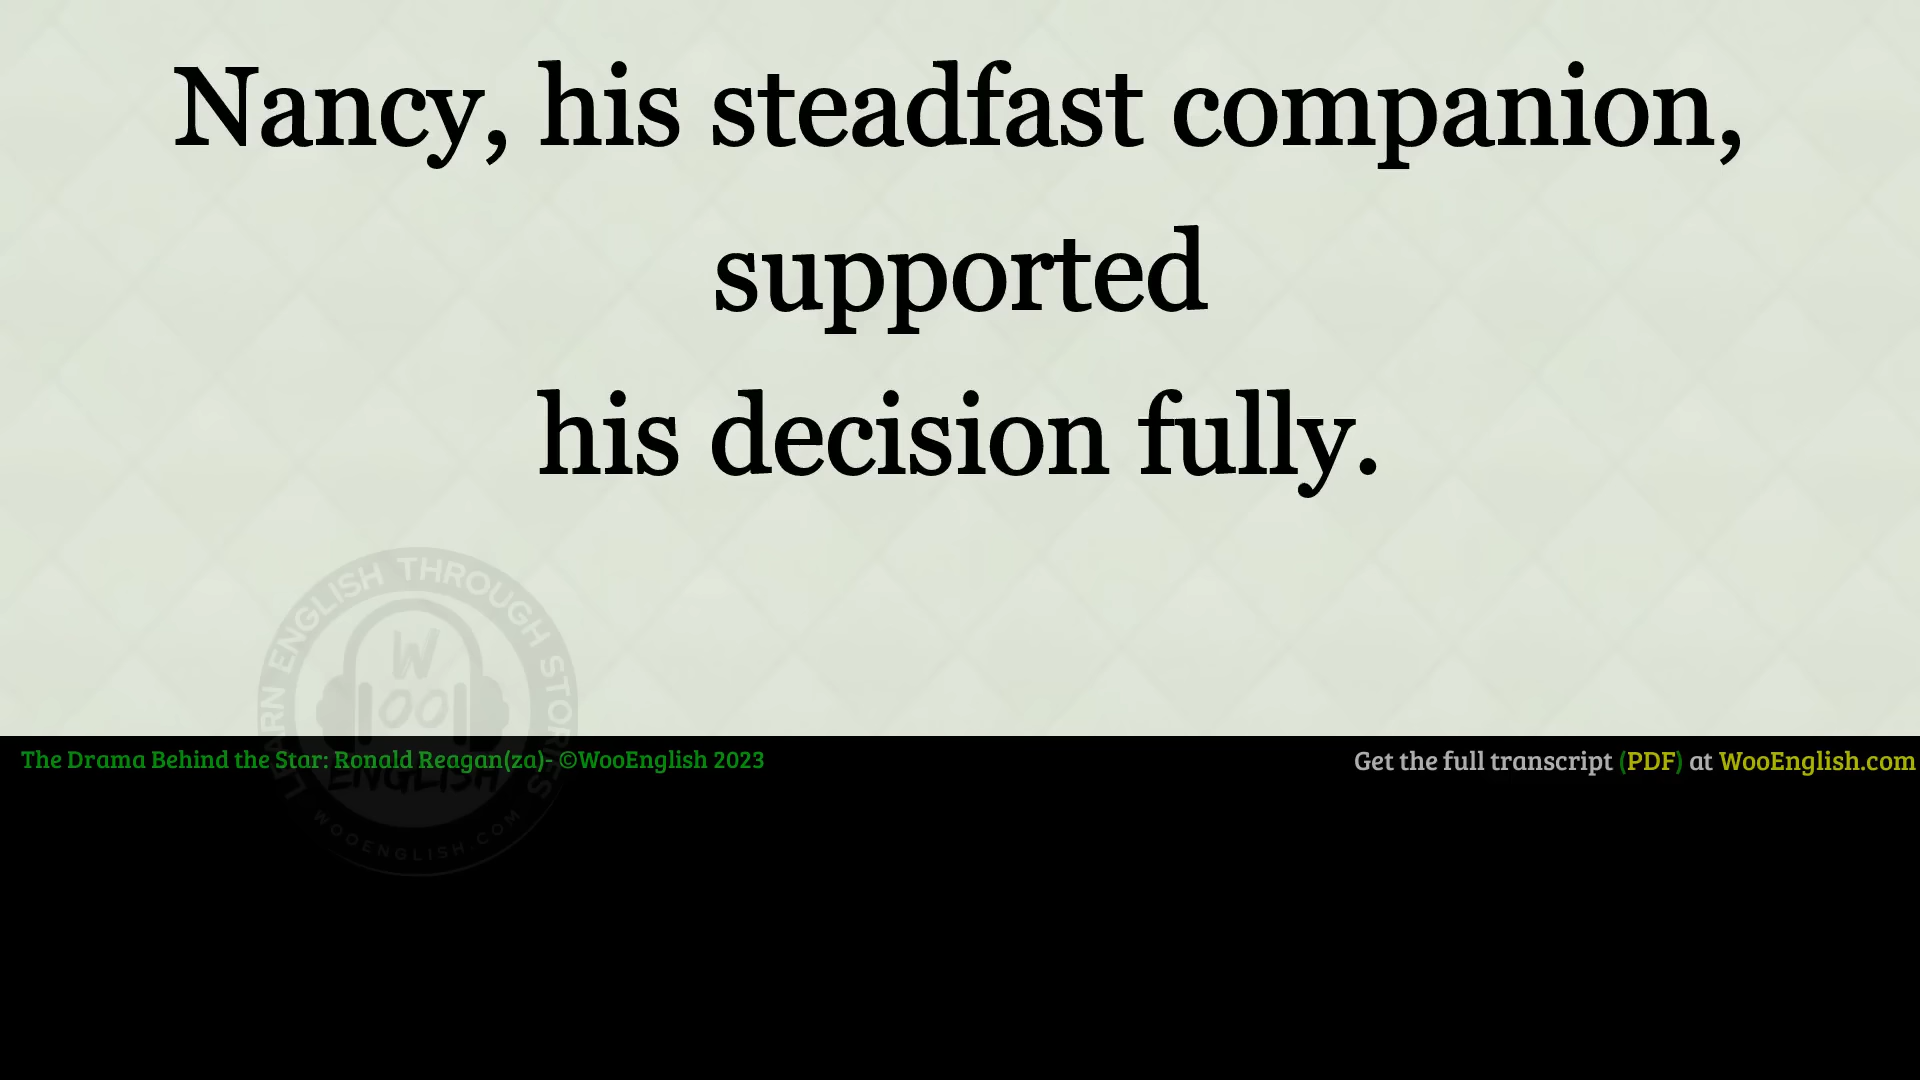 Nancy, his steadfast companion,
supported
his decision fully.
LEARN ENGLISH THROUGH STORIES
W
OO
ENGLISH
WOOENGLISH.COM
The Drama Behind the Star: Ronald Reagan(za)- ©WooEnglish 2023
Get the full transcript (PDF) at WooEnglish.com